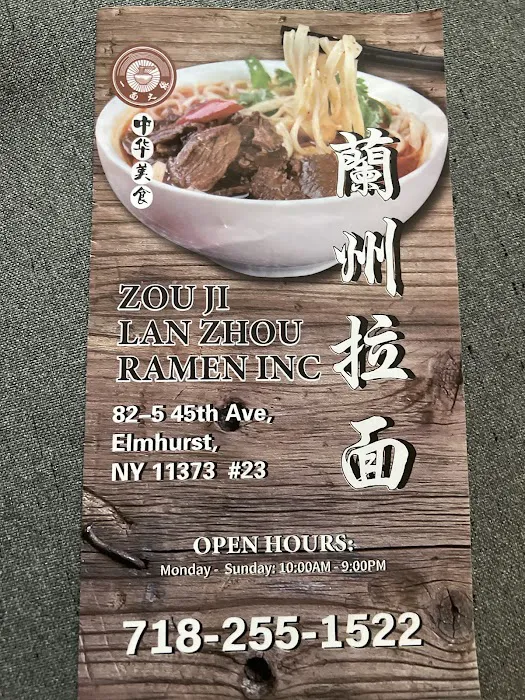 中华美食
蘭州拉面
ZOU JI
LAN ZHOU
RAMEN INC
82-5 45th Ave,
Elmhurst,
NY 11373 #23
OPEN HOURS:
Monday - Sunday: 10:00AM - 9:00PM
718-255-1522